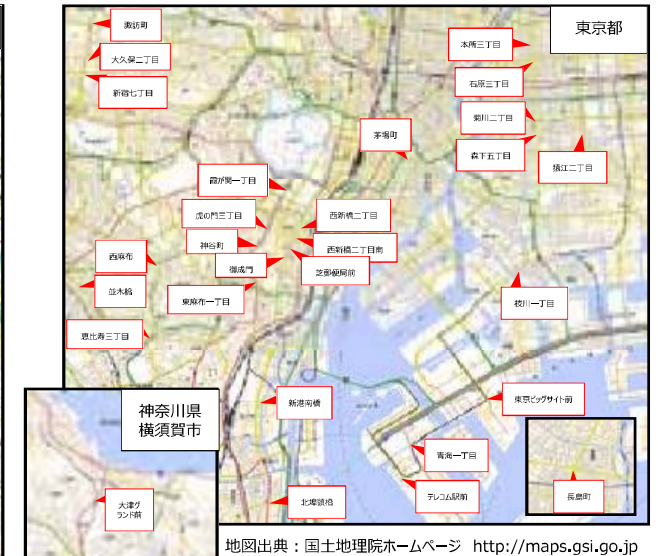 諏訪町
東京都
本所三丁目
大久保二丁目
石原三丁目
新宿七丁目
菊川二丁目
茅場町
森下五丁目
猿江二丁目
霞が関一丁目
虎の門三丁目
西新橋二丁目
神谷町
西新橋二丁目南
西麻布
御成門
芝郵便局前
並木橋
東麻布一丁目
枝川一丁目
恵比寿三丁目
神奈川県
横須賀市
新港南橋
東京ビッグサイト前
青海一丁目
大津グ
ランド前
北埠頭橋
テレコム駅前
長島町
地図出典：国土地理院ホームページ http://maps.gsi.go.jp